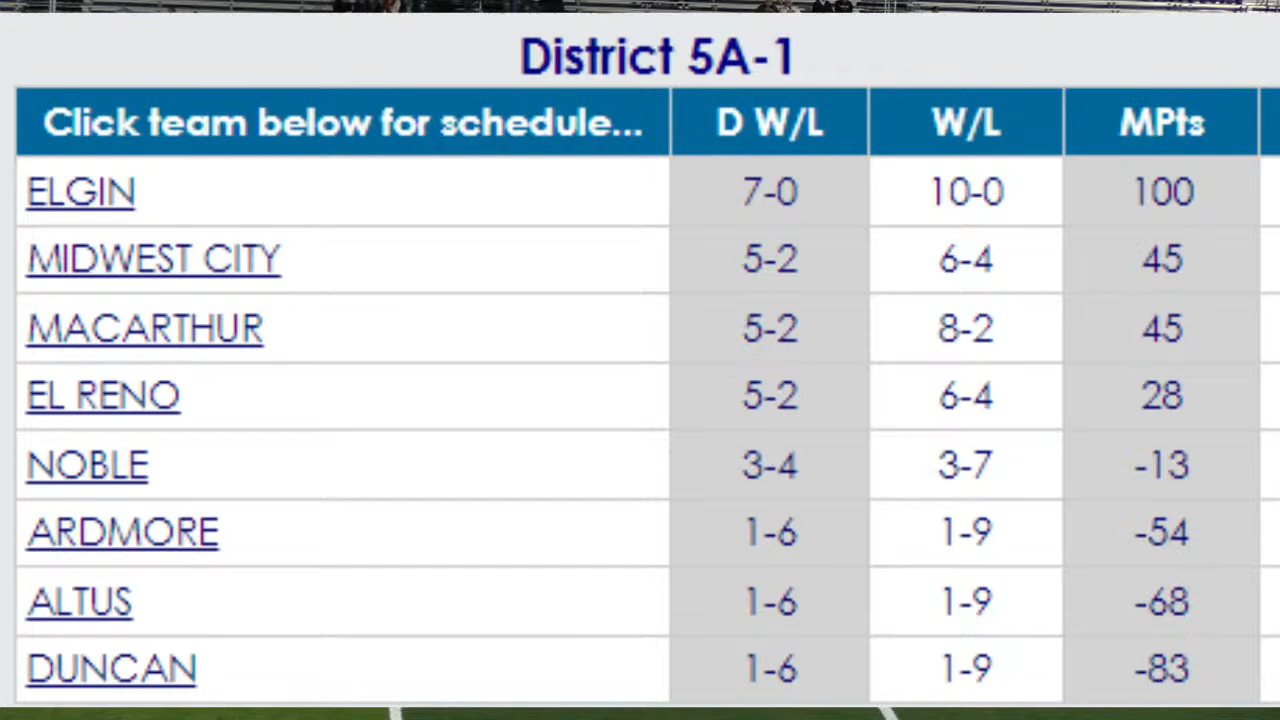 District 5A-1
Click team below for schedule... D W/L W/L MPts
ELGIN 7-0 10-0 100
MIDWEST CITY 5-2 6-4 45
MACARTHUR 5-2 8-2 45
EL RENO 5-2 6-4 28
NOBLE 3-4 3-7 -13
ARDMORE 1-6 1-9 -54
ALTUS 1-6 1-9 -68
DUNCAN 1-6 1-9 -83